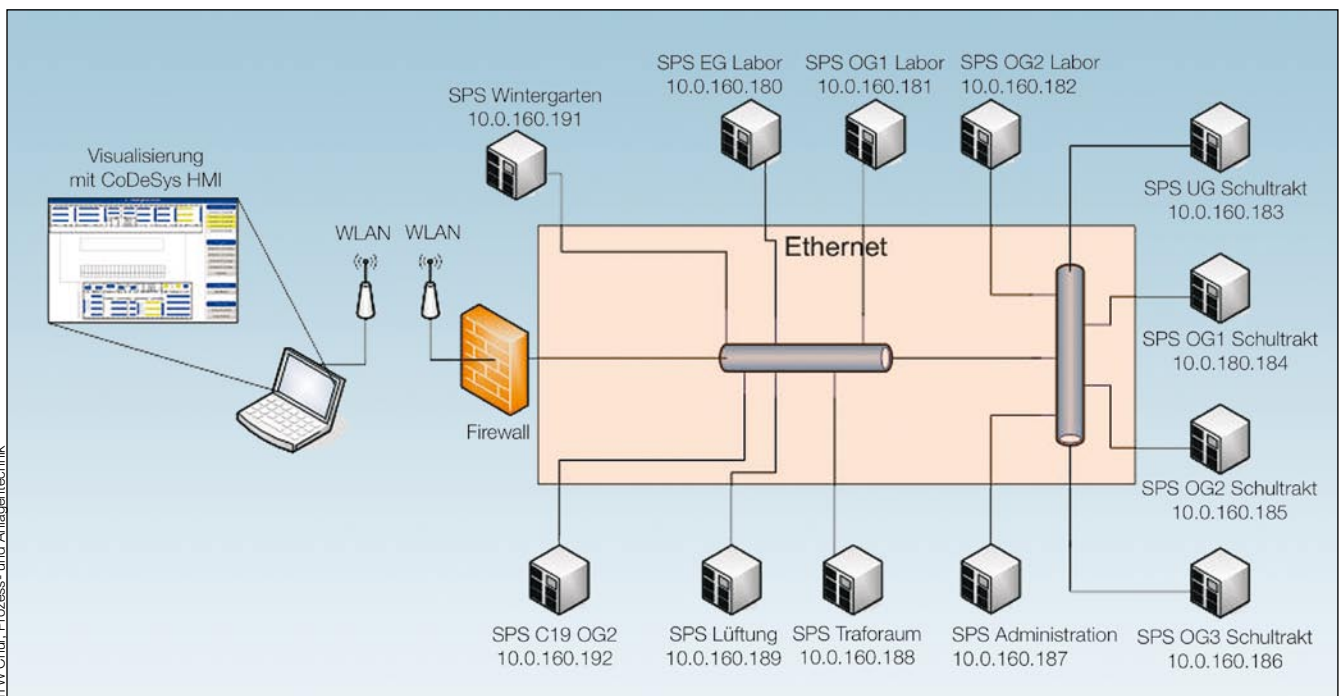 SPS EG Labor
10.0.160.180
SPS OG1 Labor
10.0.160.181
SPS OG2 Labor
10.0.160.182
SPS Wintergarten
10.0.160.191
Visualisierung
mit CoDeSys HMI
WLAN
WLAN
Ethernet
SPS UG Schultrakt
10.0.160.183
SPS OG1 Schultrakt
10.0.180.184
Firewall
SPS OG2 Schultrakt
10.0.160.185
SPS C19 OG2
10.0.160.192
SPS Lüftung
10.0.160.189
SPS Traforaum
10.0.160.188
SPS Administration
10.0.160.187
SPS OG3 Schultrakt
10.0.160.186
Chur, Prozess- und Anlagentechnik